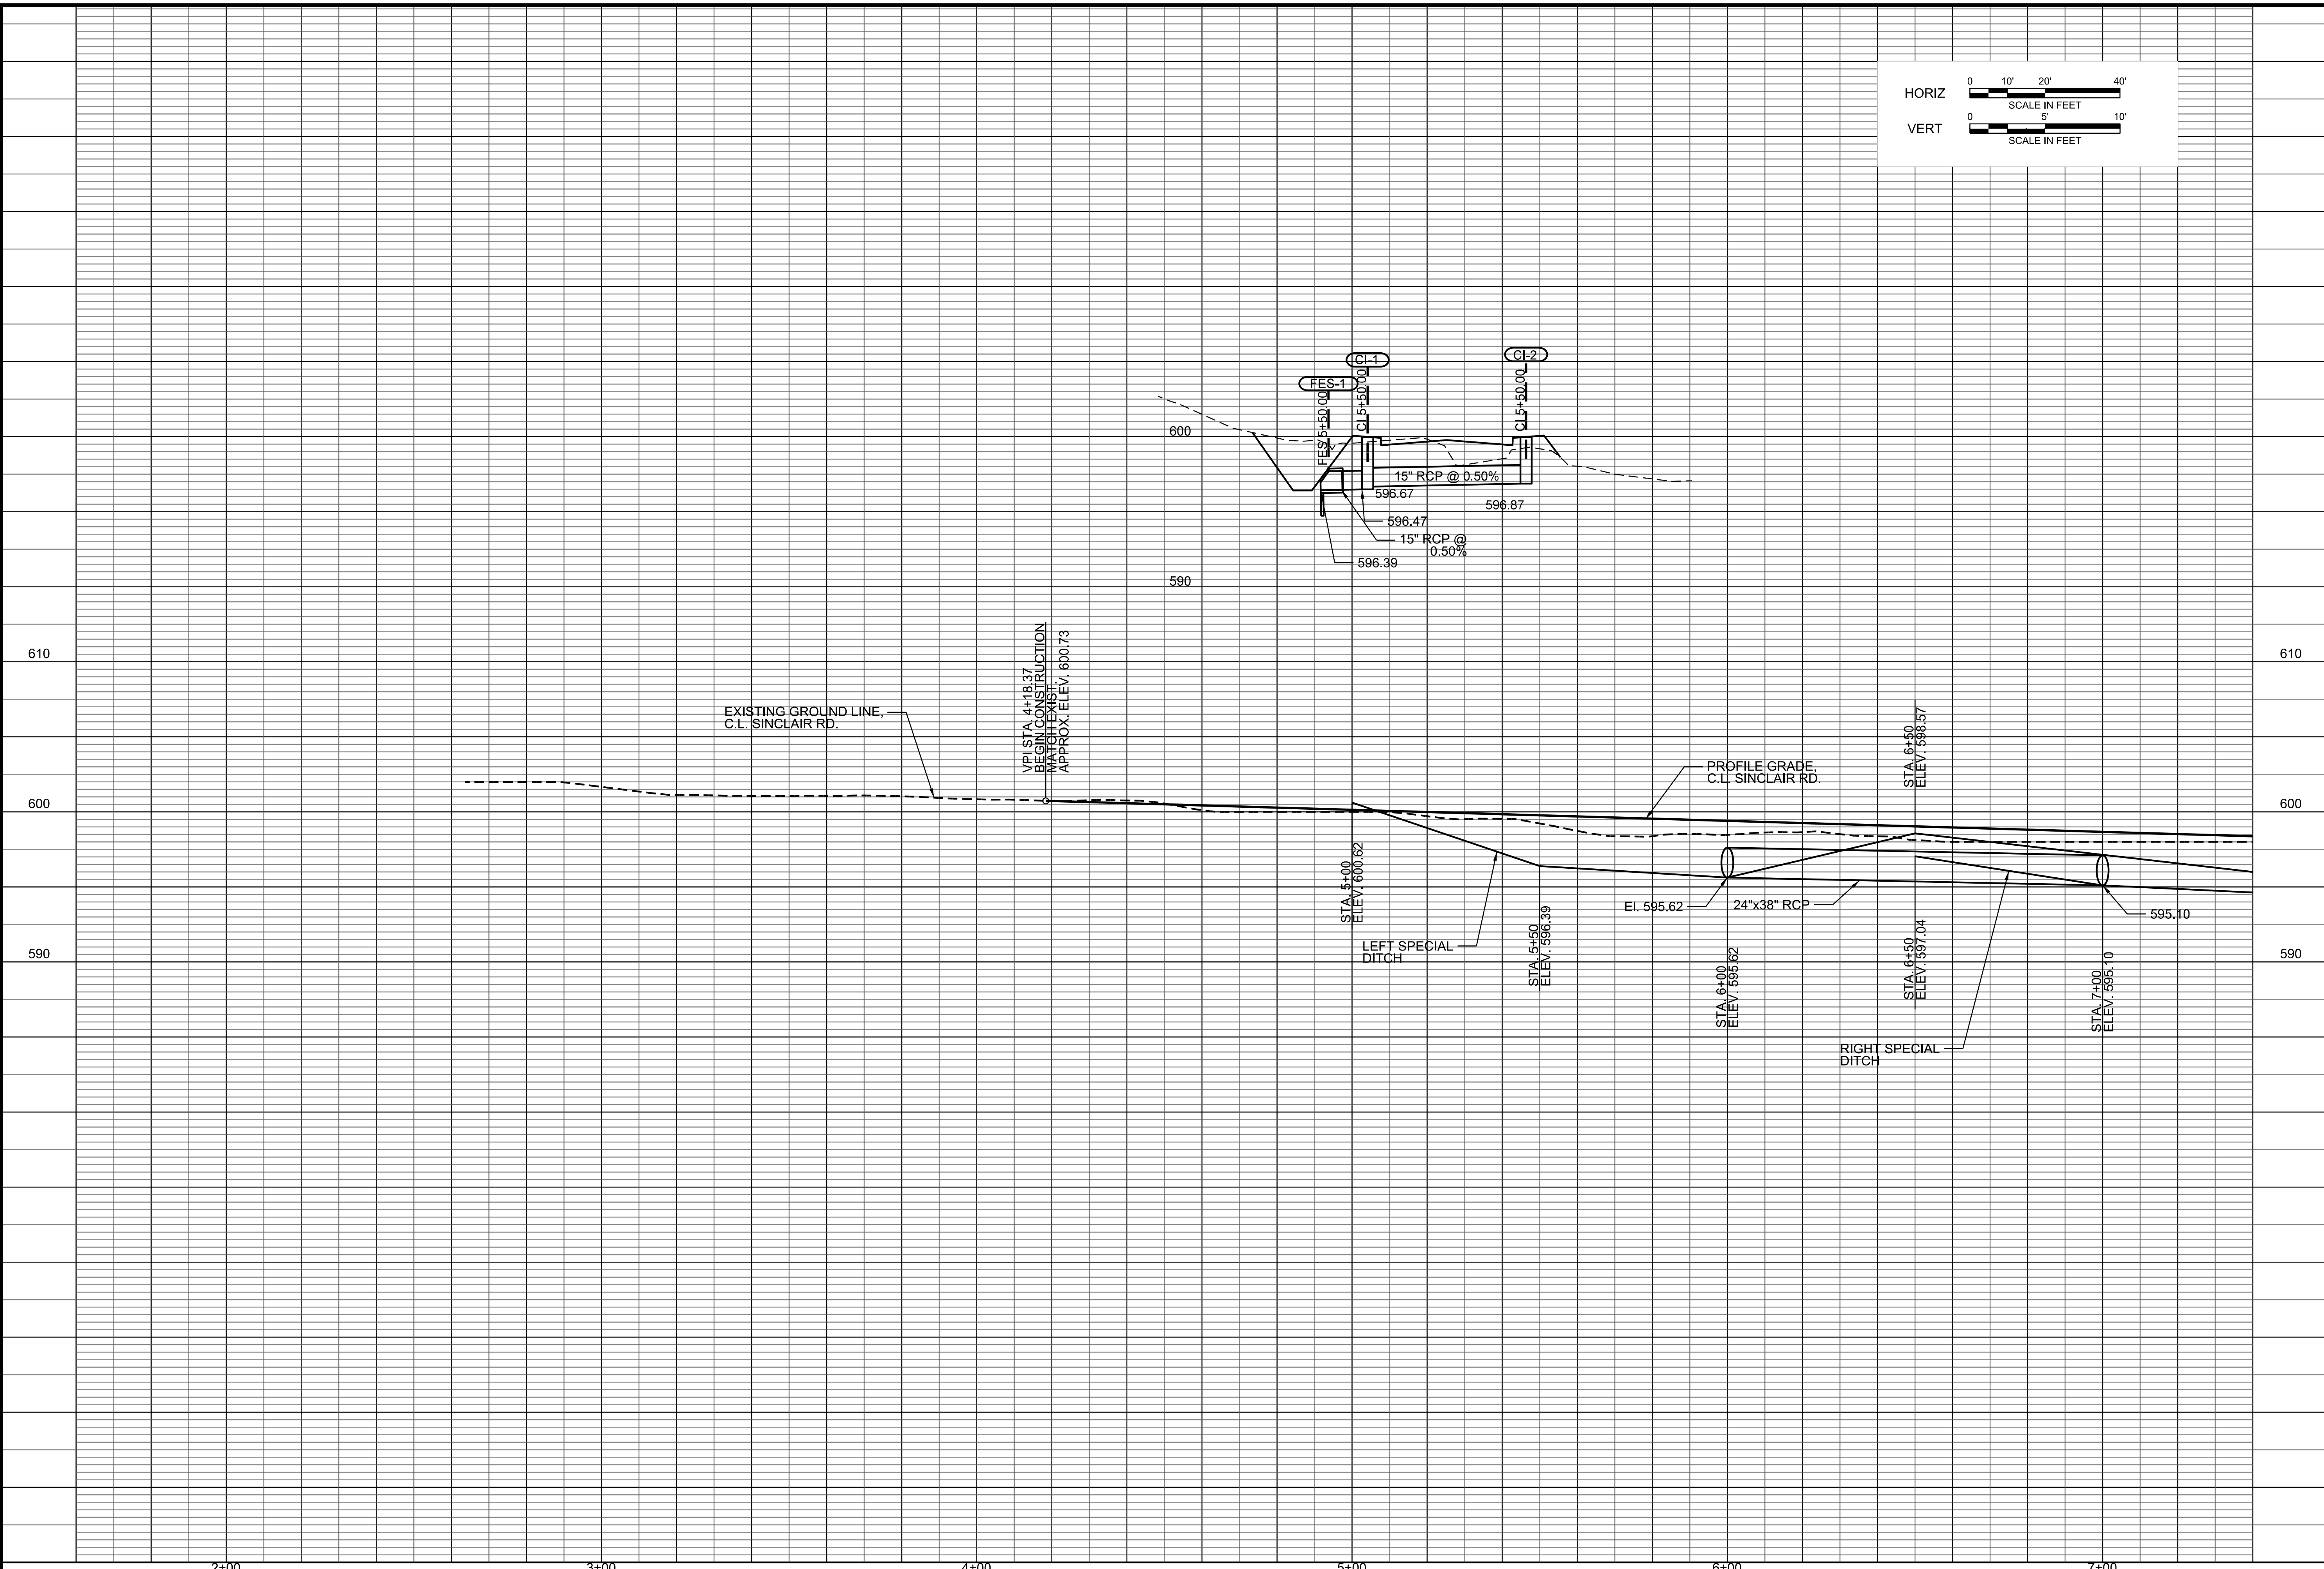 HORIZ
0 10' 20' 40'
SCALE IN FEET
VERT
0 5' 10'
SCALE IN FEET
CI-1
CI-2
FES-1
FES 5+50.00
CI 5+50.00
CI 5+50.00
600
15" RCP @ 0.50%
596.67
596.87
596.47
15" RCP @
0.50%
596.39
590
610
610
VPI STA. 4+18.37
BEGIN CONSTRUCTION
MATCH EXIST.
APPROX. ELEV. 600.73
EXISTING GROUND LINE,
C.L. SINCLAIR RD.
STA. 6+50
ELEV. 598.57
PROFILE GRADE,
C.L. SINCLAIR RD.
600
600
STA. 5+00
ELEV. 600.62
El. 595.62
24"x38" RCP
595.10
LEFT SPECIAL
DITCH
STA. 5+50
ELEV. 596.39
590
590
STA. 6+00
ELEV. 595.62
STA. 6+50
ELEV. 597.04
STA. 7+00
ELEV. 595.10
RIGHT SPECIAL
DITCH
2+00 3+00 4+00 5+00 6+00 7+00